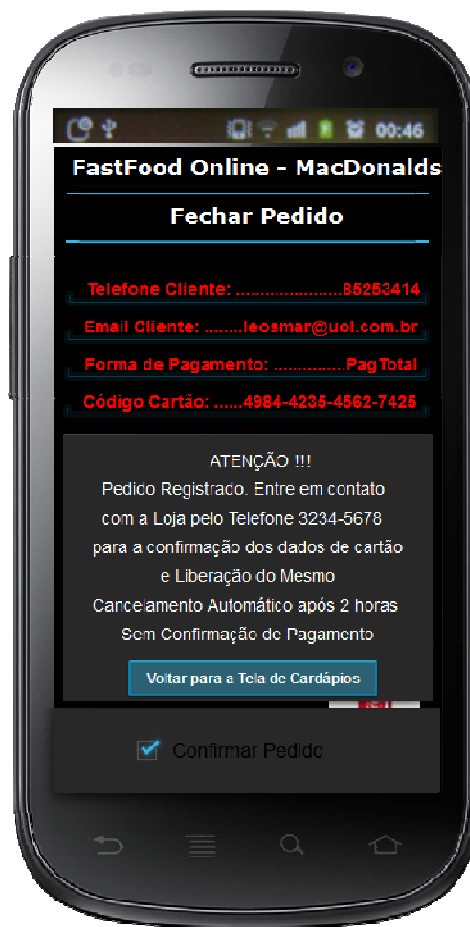 00:46
FastFood Online - MacDonalds
Fechar Pedido
Telefone Cliente: ......................85253414
Email Cliente: ........leosmar@uol.com.br
Forma de Pagamento: ...............PagTotal
Código Cartão: ......4984-4235-4562-7425
ATENÇÃO !!!
Pedido Registrado. Entre em contato
com a Loja pelo Telefone 3234-5678
para a confirmação dos dados de cartão
e Liberação do Mesmo
Cancelamento Automático após 2 horas
Sem Confirmação de Pagamento
Voltar para a Tela de Cardápios
Confirmar Pedido